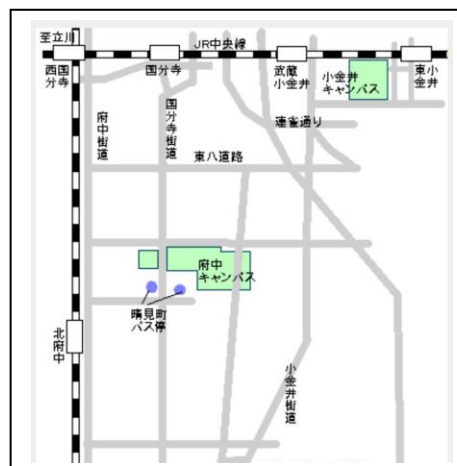 至立川
JR中央線
西国
分寺
国分寺
武蔵
小金井
東小
金井
小金井
キャンパス
府中街道
国分寺街道
連雀通り
東八道路
府中
キャンパス
晴見町
バス停
北府中
小金井街道